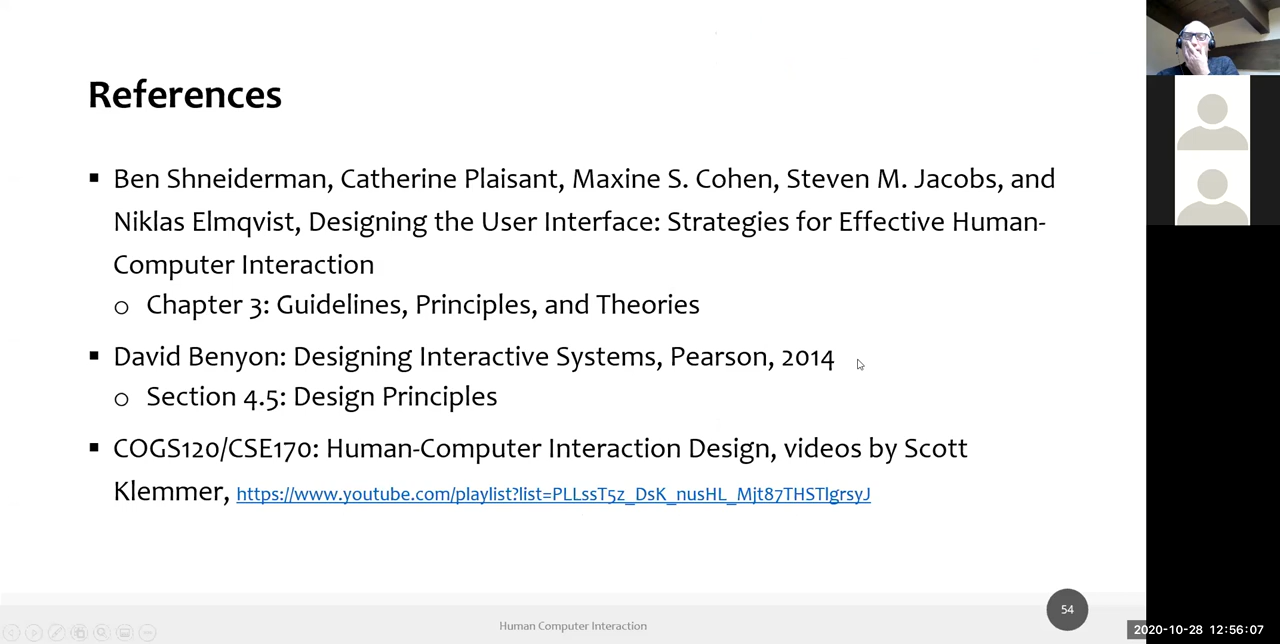 References
Ben Shneiderman, Catherine Plaisant, Maxine S. Cohen, Steven M. Jacobs, and
Niklas Elmqvist, Designing the User Interface: Strategies for Effective Human-
Computer Interaction
Chapter 3: Guidelines, Principles, and Theories
David Benyon: Designing Interactive Systems, Pearson, 2014
Section 4.5: Design Principles
COGS120/CSE170: Human-Computer Interaction Design, videos by Scott
Klemmer, https://www.youtube.com/playlist?list=PLLssT5z_DsK_nusHL_Mjt87THSTlgrsyJ
54
Human Computer Interaction
2020-10-28 12:56:07